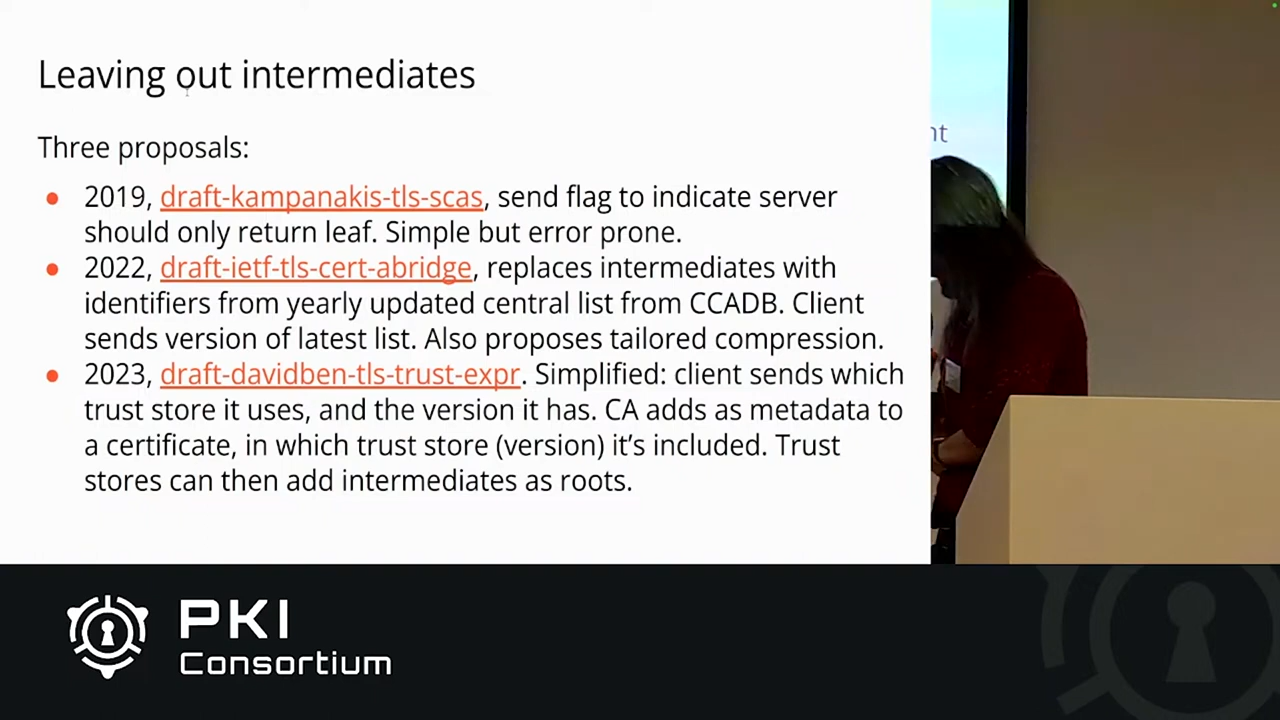 Leaving out intermediates
Three proposals:
● 2019, draft-kampanakis-tls-scas, send flag to indicate server
should only return leaf. Simple but error prone.
● 2022, draft-ietf-tls-cert-abridge, replaces intermediates with
identifiers from yearly updated central list from CCADB. Client
sends version of latest list. Also proposes tailored compression.
● 2023, draft-davidben-tls-trust-expr. Simplified: client sends which
trust store it uses, and the version it has. CA adds as metadata to
a certificate, in which trust store (version) it’s included. Trust
stores can then add intermediates as roots.
PKI
Consortium